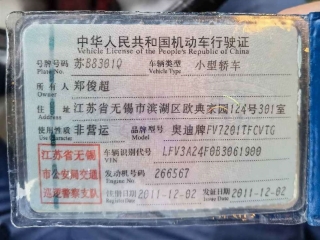 中华人民共和国机动车行驶证
Vehicle License of the People's Republic of China
号牌号码 苏B8301Q 车辆类型 小型轿车
Plate No. Vehicle Type
所有人 郑俊超
Owner
住址 江苏省无锡市滨湖区欧典家园124号301室
Address
使用性质 非营运 品牌型号 奥迪牌FV7201TFCVTG
Use Character Model
江苏省无锡 车辆识别代号 LFV3A24F0B3061900
VIN
市公安局交通 发动机号码 266567
Engine No.
巡逻警察支队 注册日期 2011-12-02 发证日期 2011-12-02
Register Date Issue Date